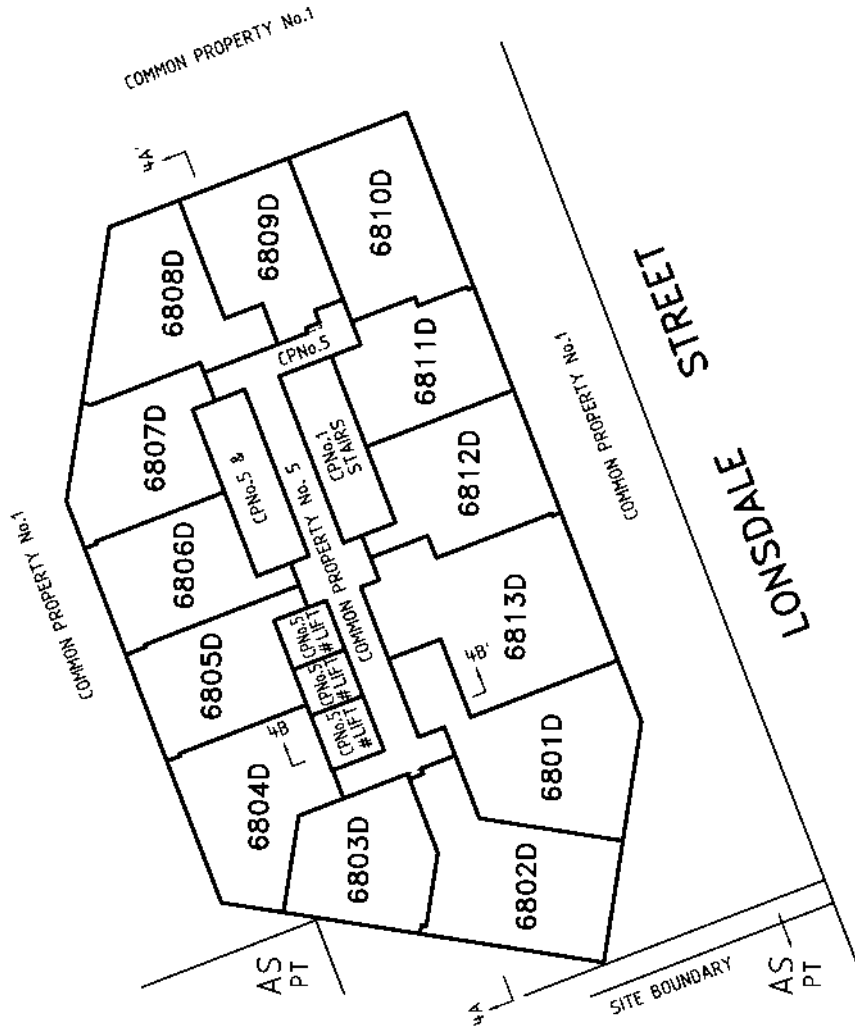 COMMON PROPERTY No.1
4A'
6808D
6809D
6810D
COMMON PROPERTY No.1
6807D
CPNo.5
6811D
STREET
CPNo.5 &
CPNo.1
STAIRS
6806D
COMMON PROPERTY No. 5
6812D
COMMON PROPERTY No.1
6805D
CPNo.5
#LIFT
CPNo.5
#LIFT
CPNo.5
#LIFT
6813D
4B'
LONSDALE
4B
6804D
6801D
6803D
6802D
AS
PT
4A
SITE BOUNDARY
AS
PT